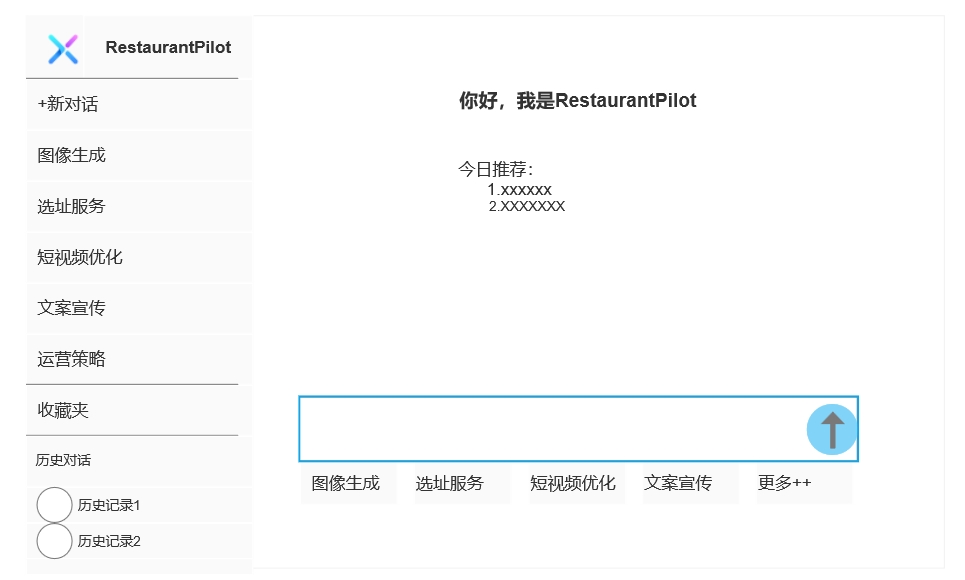 RestaurantPilot
+新对话
图像生成
选址服务
短视频优化
文案宣传
运营策略
收藏夹
历史对话
历史记录1
历史记录2
你好，我是RestaurantPilot
今日推荐：
1.xxxxxx
2.XXXXXXX
图像生成 选址服务 短视频优化 文案宣传 更多++